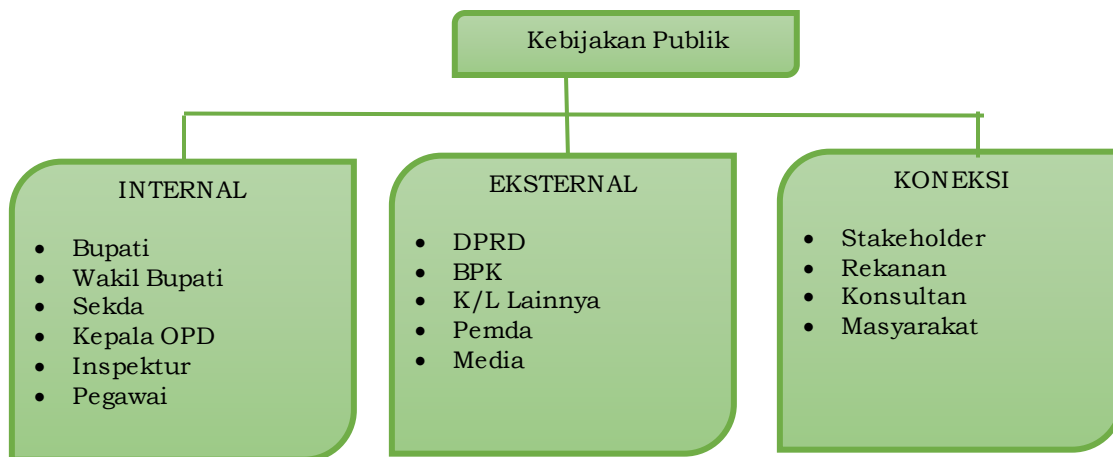 Kebijakan Publik
INTERNAL
• Bupati
• Wakil Bupati
• Sekda
• Kepala OPD
• Inspektur
• Pegawai
EKSTERNAL
• DPRD
• BPK
• K/L Lainnya
• Pemda
• Media
KONEKSI
• Stakeholder
• Rekanan
• Konsultan
• Masyarakat